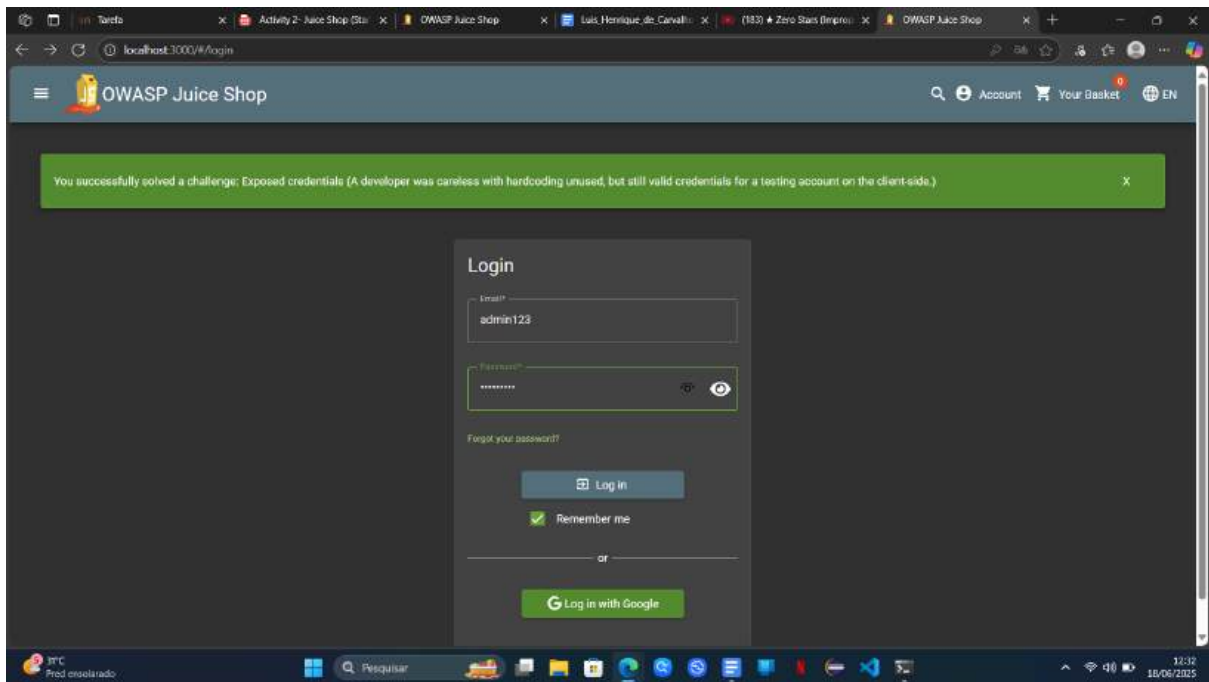 Tarefa
Activity 2- Juice Shop (Sta
OWASP Juice Shop
Luis_Henrique_de_Carvalh
(183) ★ Zero Stars (Improp
OWASP Juice Shop
localhost:3000/#/login
OWASP Juice Shop
Account
0
Your Basket
EN
You successfully solved a challenge: Exposed credentials (A developer was careless with hardcoding unused, but still valid credentials for a testing account on the client-side.)
X
Login
Email*
admin123
Password*
Forgot your password?
Log in
Remember me
or
G Log in with Google
31°C
Pred ensolarado
Pesquisar
12:32
18/06/2025